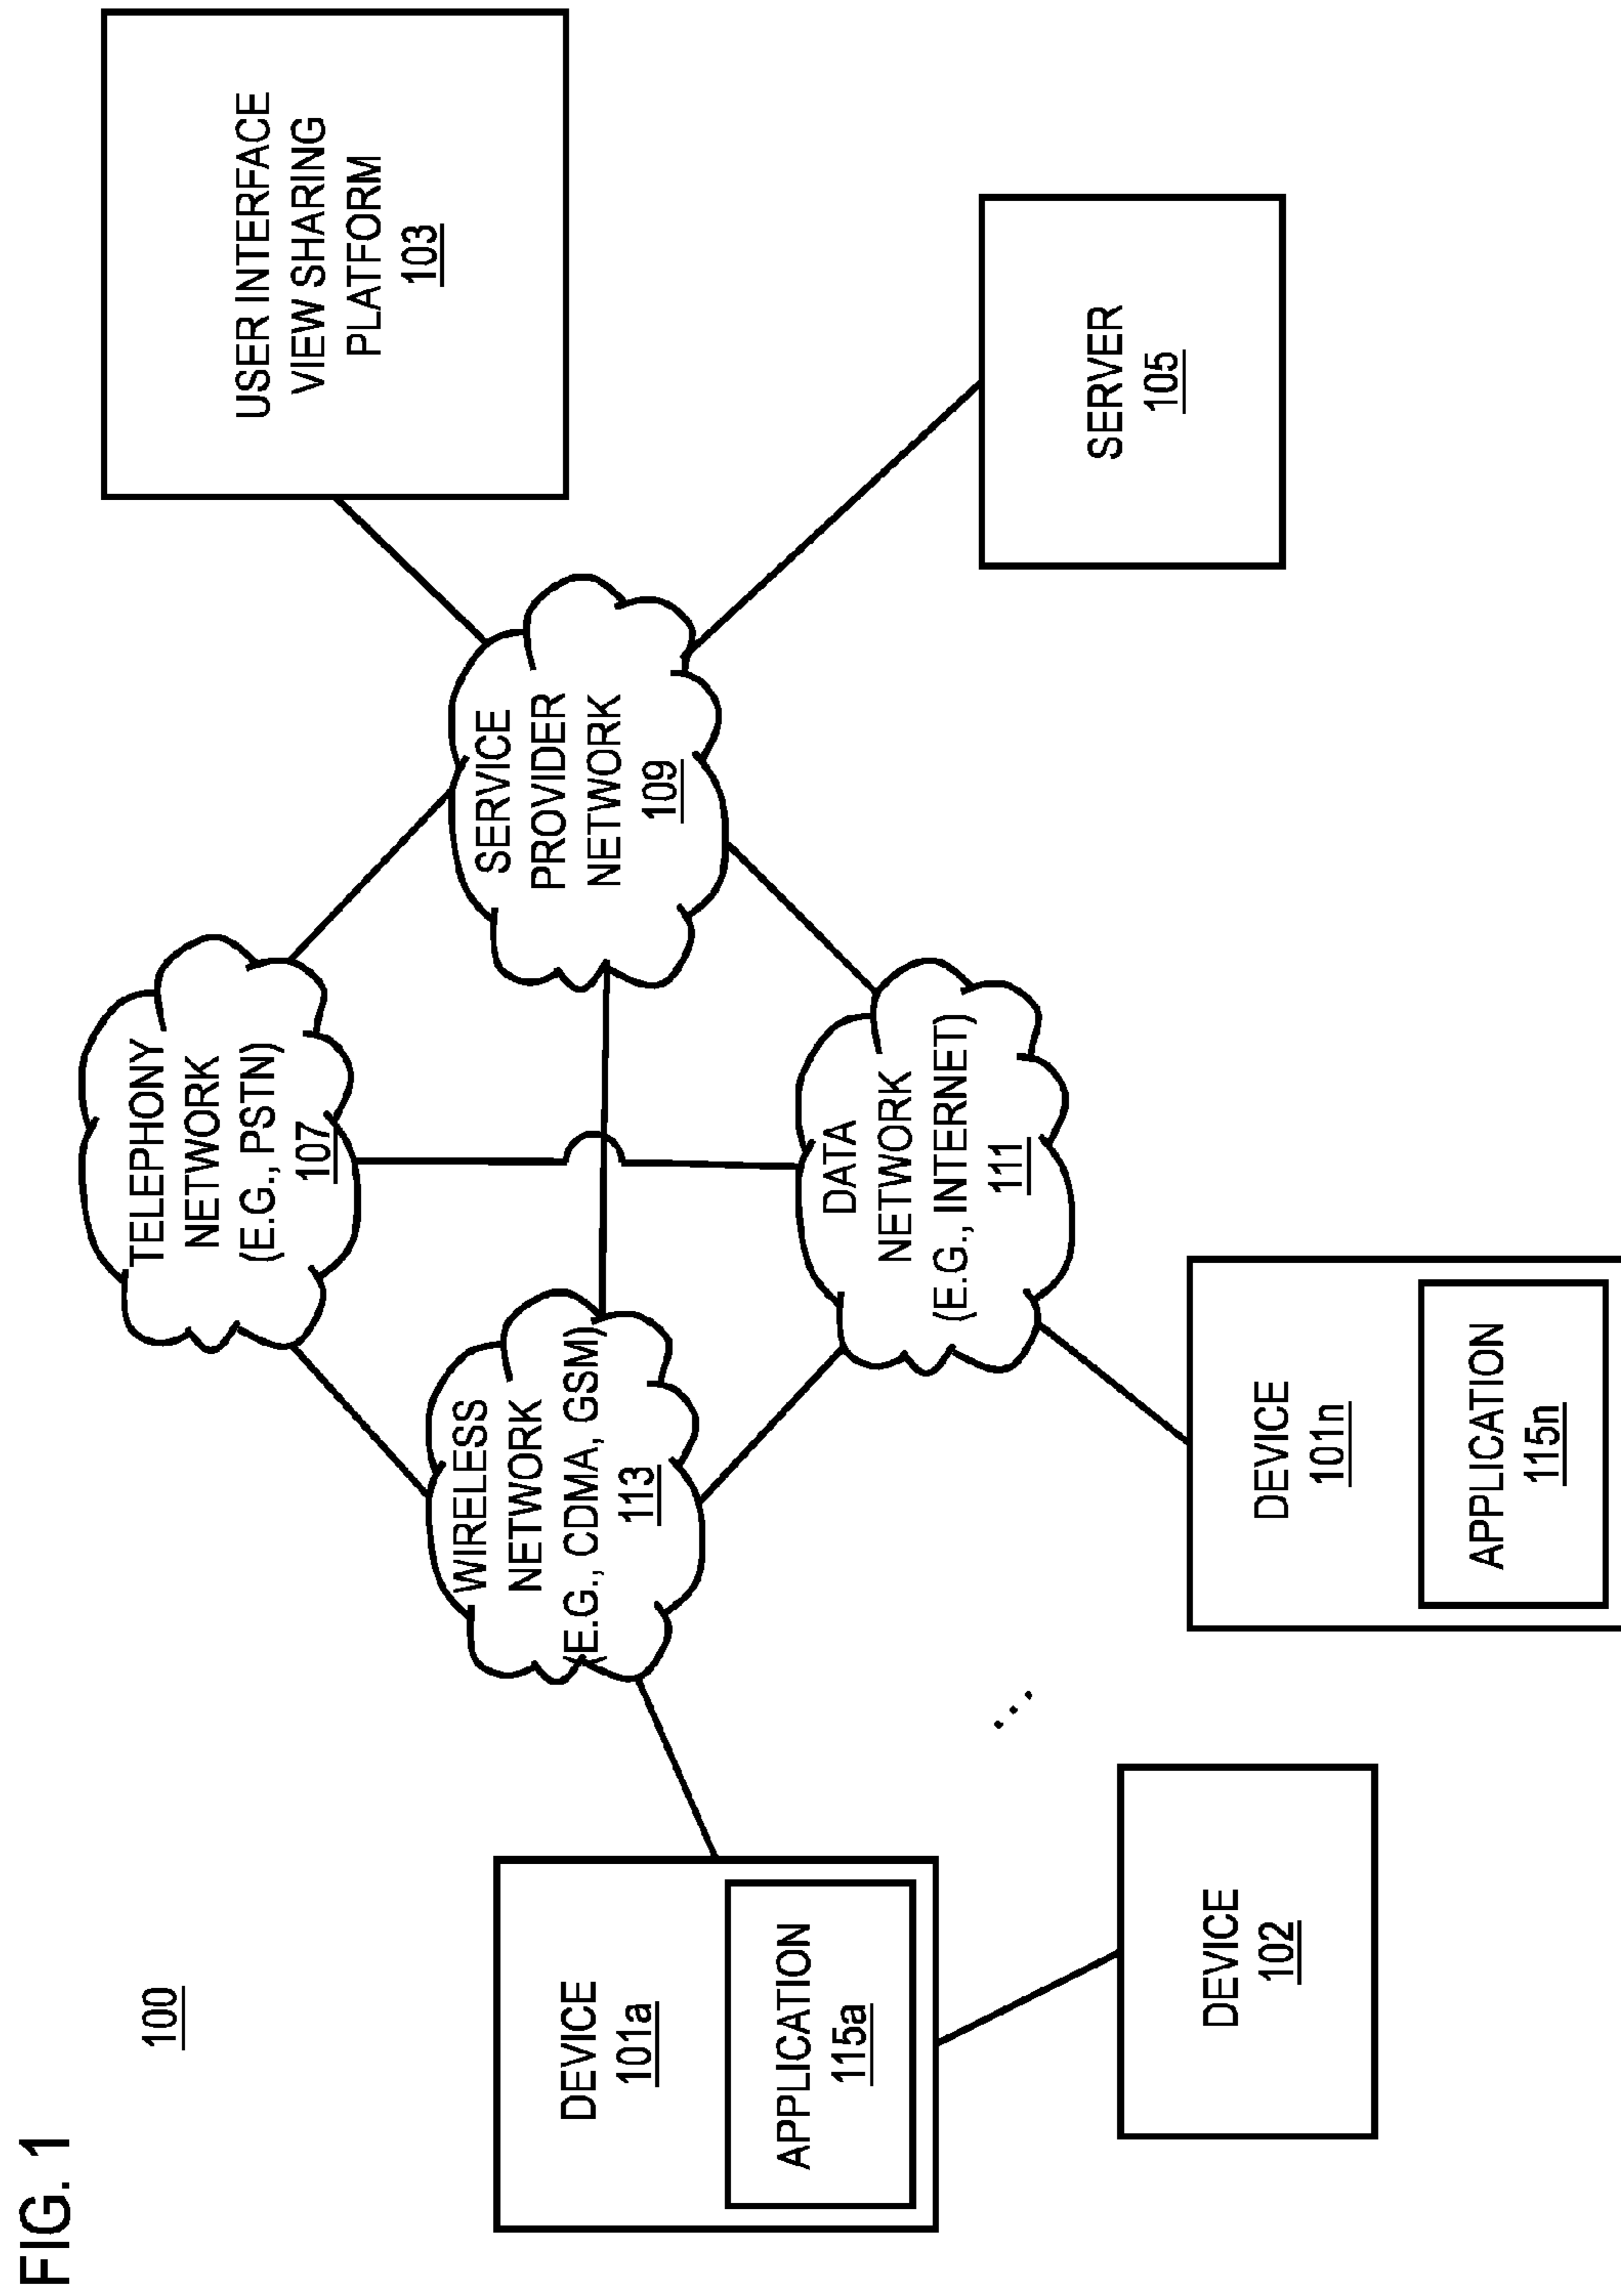 FIG. 1
100
USER INTERFACE
VIEW SHARING
PLATFORM
103
TELEPHONY
NETWORK
(E.G., PSTN)
107
SERVICE
PROVIDER
NETWORK
109
WIRELESS
NETWORK
(E.G., CDMA, GSM)
113
DATA
NETWORK
(E.G., INTERNET)
111
SERVER
105
DEVICE
101a
APPLICATION
115a
DEVICE
102
...
DEVICE
101n
APPLICATION
115n